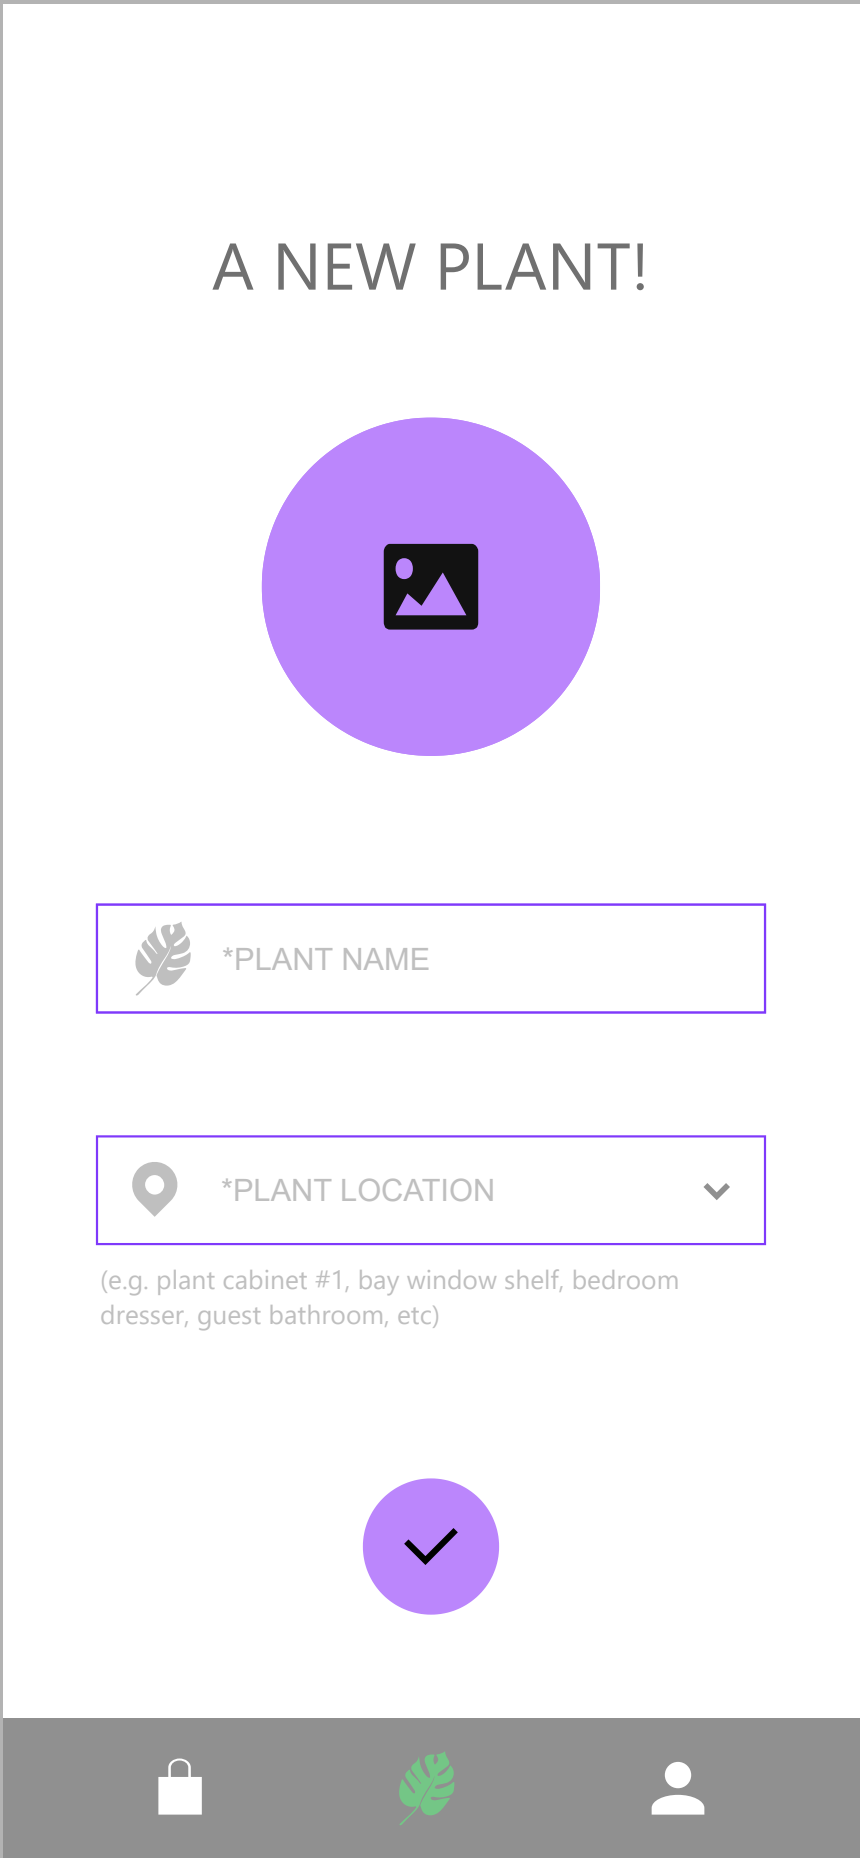 A NEW PLANT!
*PLANT NAME
*PLANT LOCATION
(e.g. plant cabinet #1, bay window shelf, bedroom
dresser, guest bathroom, etc)